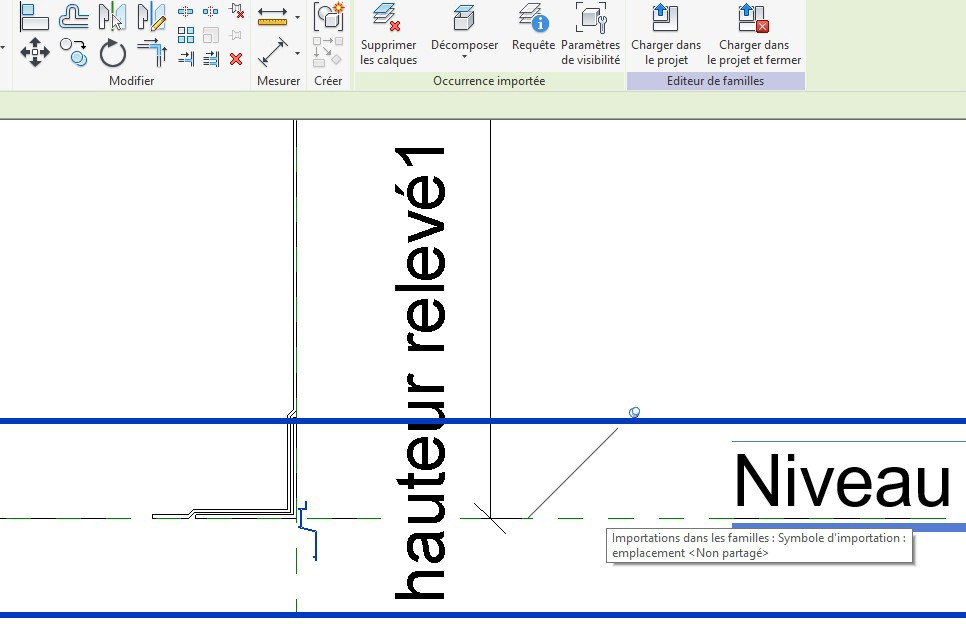 Supprimer
les calques
Décomposer
Requête
Paramètres
de visibilité
Charger dans
le projet
Charger dans
le projet et fermer
Modifier
Mesurer
Créer
Occurrence importée
Editeur de familles
hauteur relevé1
Niveau
Importations dans les familles : Symbole d'importation :
emplacement <Non partagé>